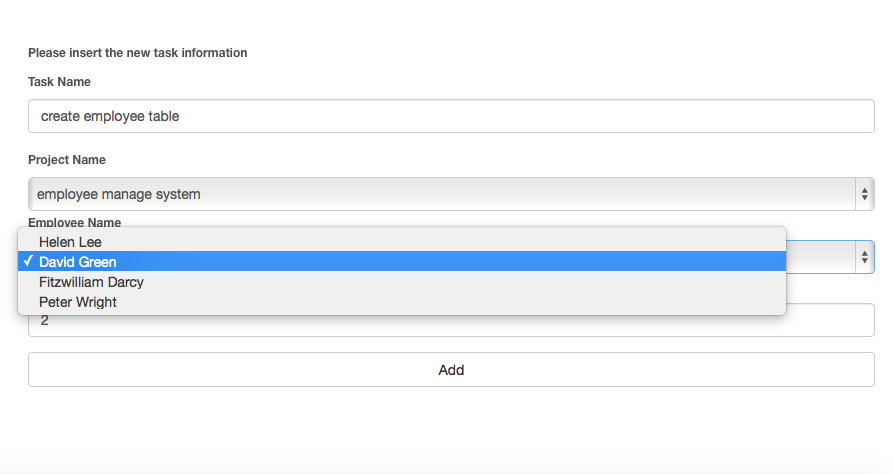 Please insert the new task information
Task Name
create employee table
Project Name
employee manage system
Employee Name
Helen Lee
✓ David Green
Fitzwilliam Darcy
Peter Wright
2
Add